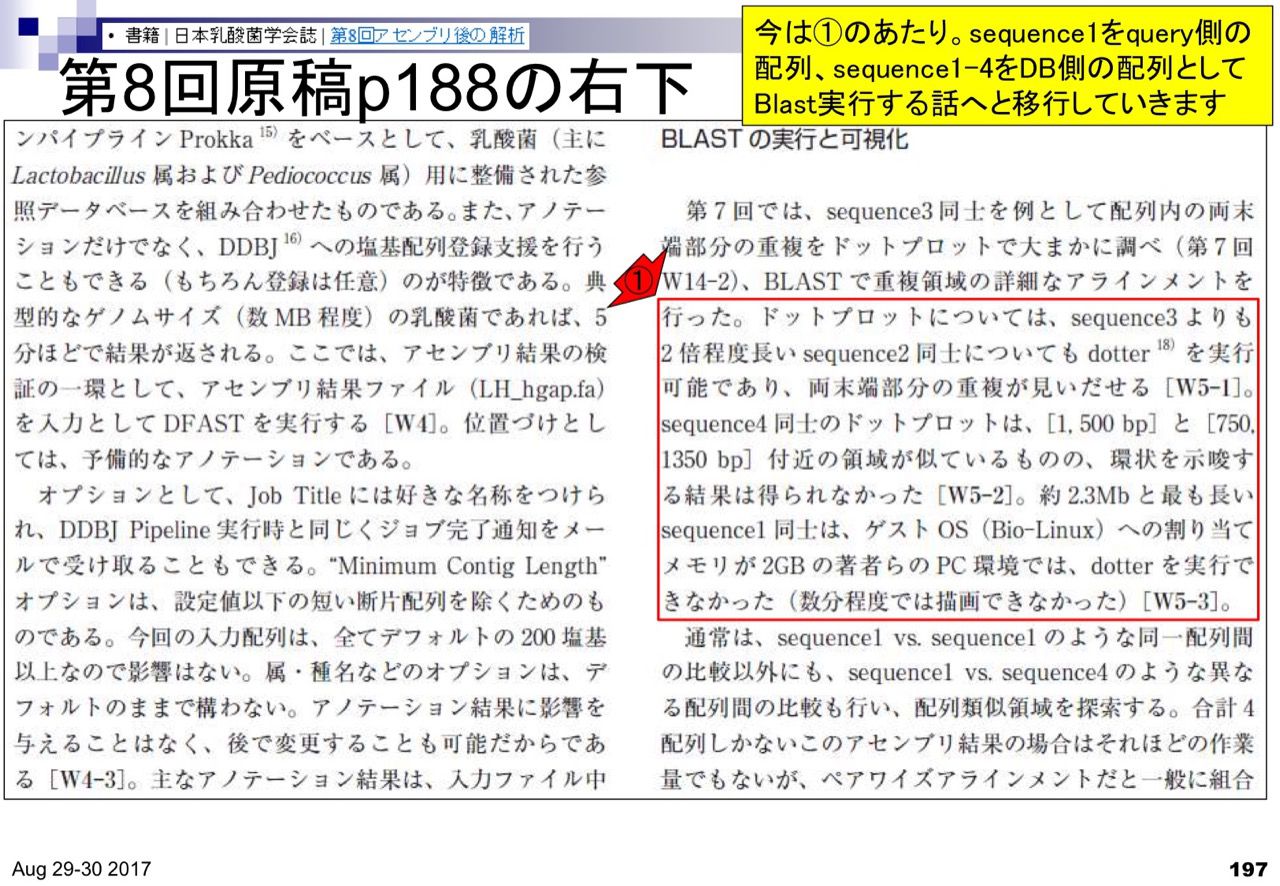 • 書籍 | 日本乳酸菌学会誌 | 第8回アセンブリ後の解析
第8回原稿p188の右下
今は①のあたり。sequence1をquery側の
配列、sequence1-4をDB側の配列として
Blast実行する話へと移行していきます
ンパイプライン Prokka 15) をベースとして、乳酸菌（主に
Lactobacillus 属および Pediococcus 属）用に整備された参
照データベースを組み合わせたものである。また、アノテー
ションだけでなく、DDBJ 16) への塩基配列登録支援を行う
こともできる（もちろん登録は任意）のが特徴である。典
型的なゲノムサイズ（数 MB 程度）の乳酸菌であれば、5
分ほどで結果が返される。ここでは、アセンブリ結果の検
証の一環として、アセンブリ結果ファイル（LH_hgap.fa）
を入力として DFAST を実行する［W4］。位置づけとし
ては、予備的なアノテーションである。
オプションとして、Job Title には好きな名称をつけら
れ、DDBJ Pipeline 実行時と同じくジョブ完了通知をメー
ルで受け取ることもできる。“Minimum Contig Length”
オプションは、設定値以下の短い断片配列を除くためのも
のである。今回の入力配列は、全てデフォルトの 200 塩基
以上なので影響はない。属・種名などのオプションは、デ
フォルトのままで構わない。アノテーション結果に影響を
与えることはなく、後で変更することも可能だからであ
る［W4-3］。主なアノテーション結果は、入力ファイル中
BLAST の実行と可視化
第 7 回では、sequence3 同士を例として配列内の両末
端部分の重複をドットプロットで大まかに調べ（第 7 回
①
W14-2）、BLAST で重複領域の詳細なアラインメントを
行った。ドットプロットについては、sequence3 よりも
2 倍程度長い sequence2 同士についても dotter 18) を実行
可能であり、両末端部分の重複が見いだせる［W5-1］。
sequence4 同士のドットプロットは、［1, 500 bp］と［750,
1350 bp］付近の領域が似ているものの、環状を示唆す
る結果は得られなかった［W5-2］。約 2.3Mb と最も長い
sequence1 同士は、ゲスト OS（Bio-Linux）への割り当て
メモリが 2GB の著者らの PC 環境では、dotter を実行で
きなかった（数分程度では描画できなかった）［W5-3］。
通常は、sequence1 vs. sequence1 のような同一配列間
の比較以外にも、sequence1 vs. sequence4 のような異な
る配列間の比較も行い、配列類似領域を探索する。合計 4
配列しかないこのアセンブリ結果の場合はそれほどの作業
量でもないが、ペアワイズアラインメントだと一般に組合
Aug 29-30 2017
197